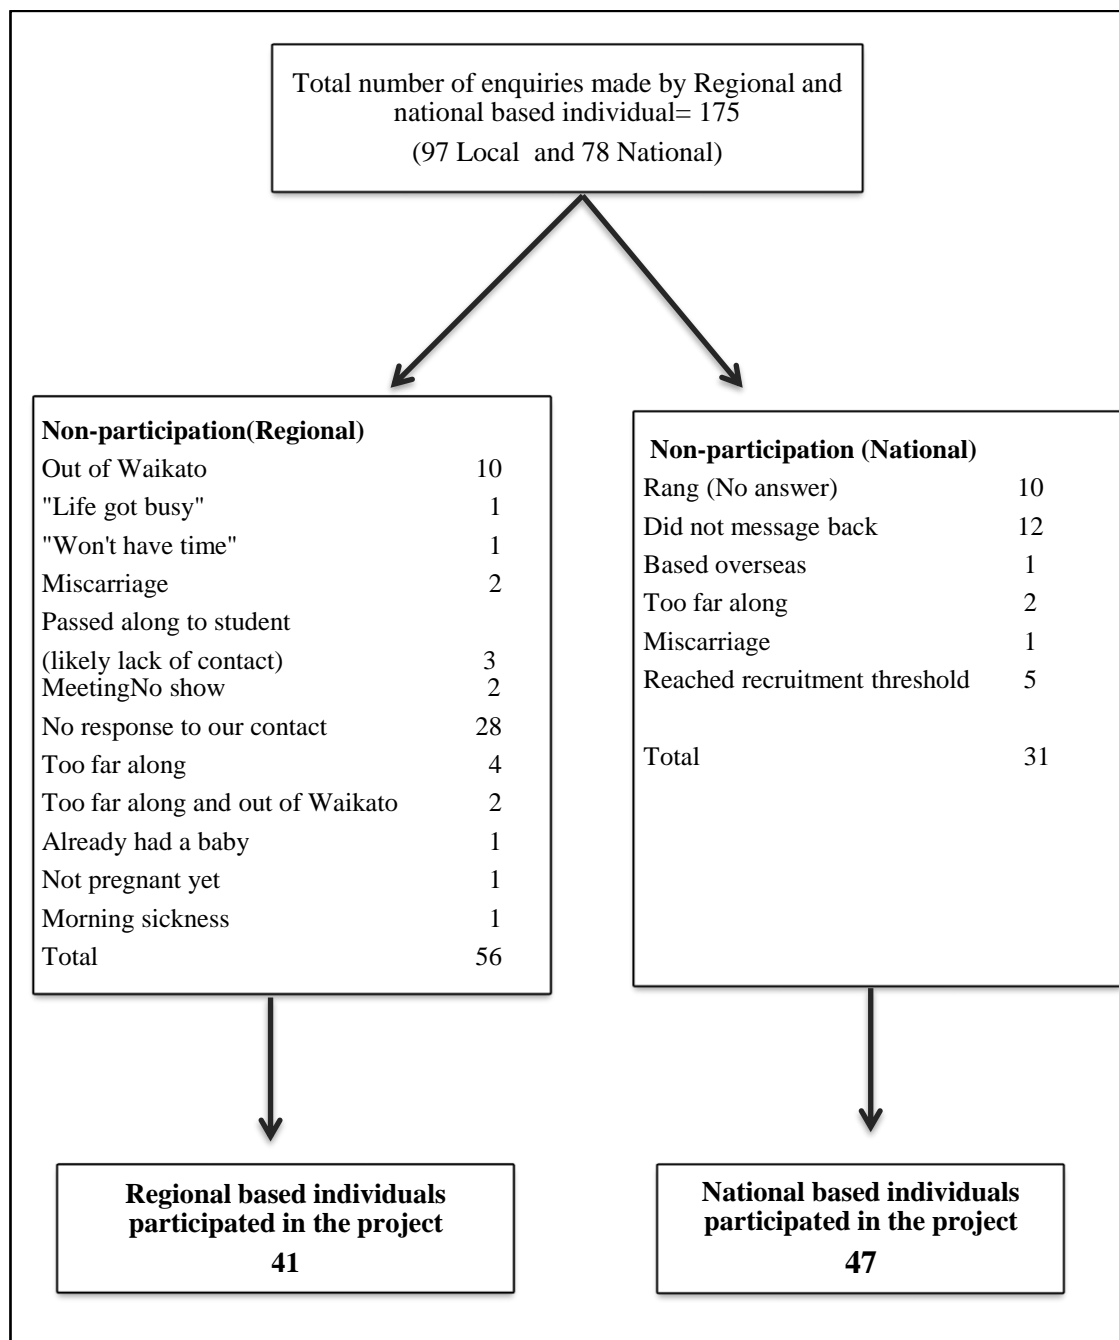 Total number of enquiries made by Regional and
national based individual= 175
(97 Local and 78 National)
Non-participation(Regional)
Out of Waikato 10
"Life got busy" 1
"Won't have time" 1
Miscarriage 2
Passed along to student
(likely lack of contact) 3
MeetingNo show 2
No response to our contact 28
Too far along 4
Too far along and out of Waikato 2
Already had a baby 1
Not pregnant yet 1
Morning sickness 1
Total 56
Non-participation (National)
Rang (No answer) 10
Did not message back 12
Based overseas 1
Too far along 2
Miscarriage 1
Reached recruitment threshold 5
Total 31
Regional based individuals
participated in the project
41
National based individuals
participated in the project
47